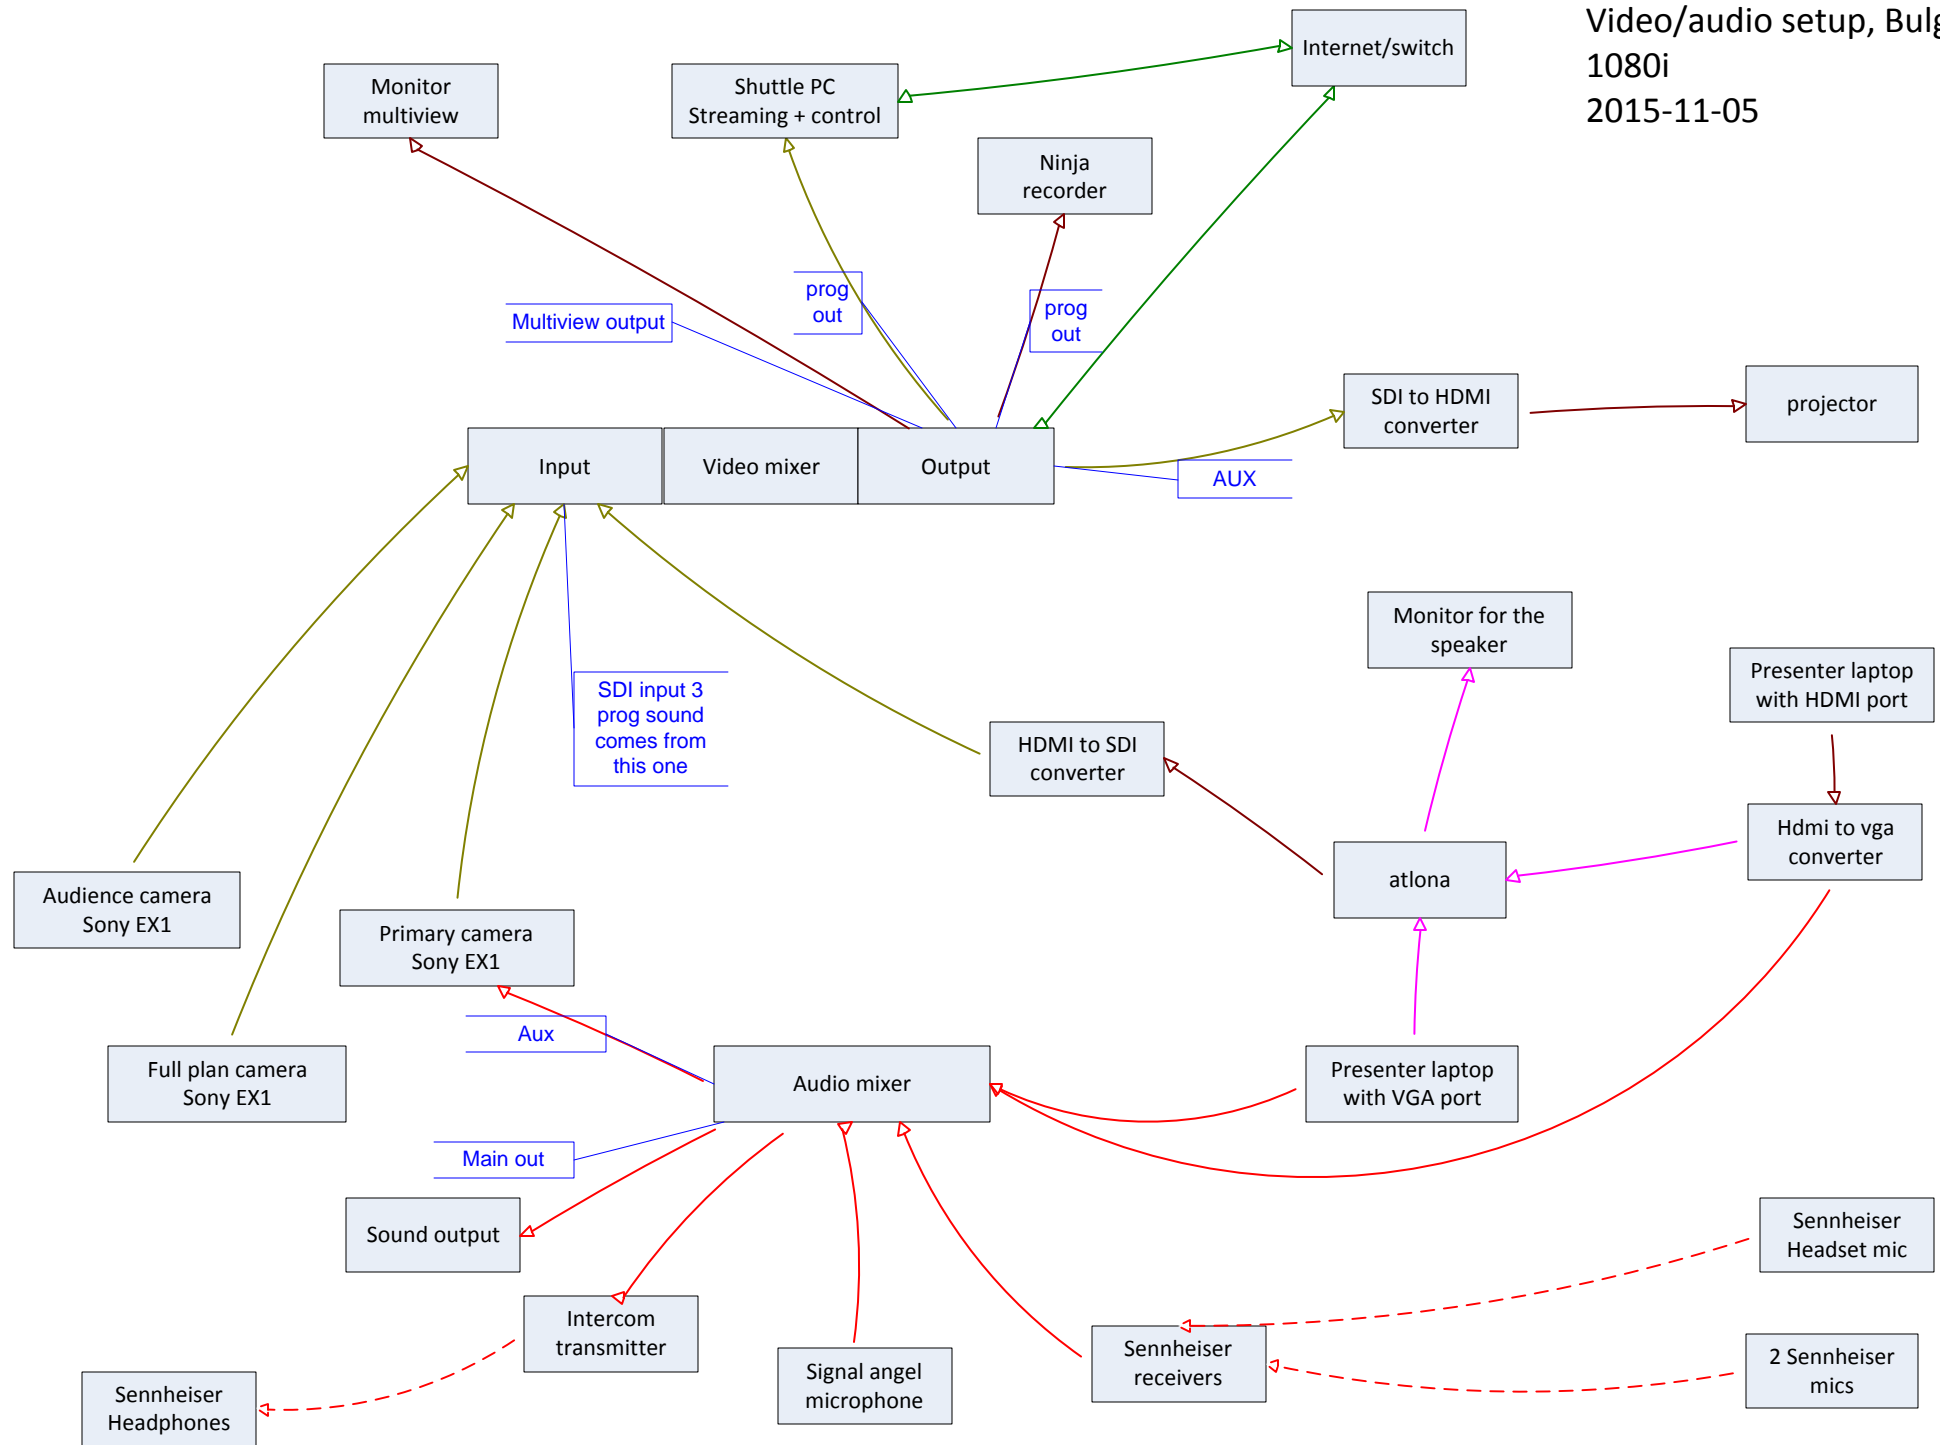 Video/audio setup,
1080i
2015-11-05
Internet/switch
Monitor
multiview
Shuttle PC
Streaming + control
Ninja
recorder
prog
out
prog
out
Multiview output
SDI to HDMI
converter
projector
Input
Video mixer
Output
AUX
Monitor for the
speaker
Presenter laptop
with HDMI port
SDI input 3
prog sound
comes from
this one
HDMI to SDI
converter
Hdmi to vga
converter
atlona
Audience camera
Sony EX1
Primary camera
Sony EX1
Aux
Full plan camera
Sony EX1
Audio mixer
Presenter laptop
with VGA port
Main out
Sound output
Sennheiser
Headset mic
Intercom
transmitter
Signal angel
microphone
Sennheiser
receivers
2 Sennheiser
mics
Sennheiser
Headphones